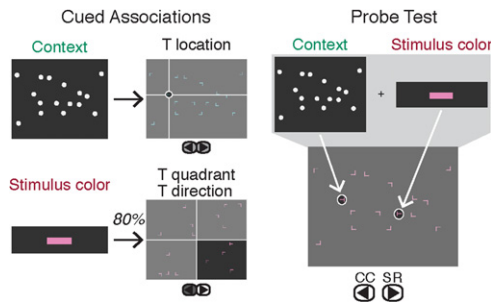 Cued Associations
Context
T location
Stimulus color
80%
T quadrant
T direction
Probe Test
Context
Stimulus color
+
CC SR